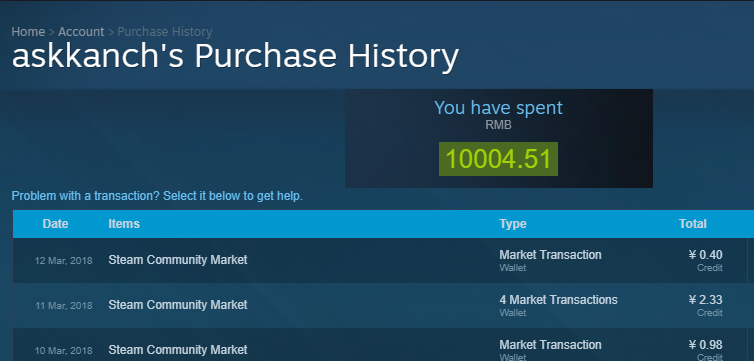 Home > Account > Purchase History
askkanch's Purchase History
You have spent
RMB
10004.51
Problem with a transaction? Select it below to get help.
Date Items Type Total
12 Mar, 2018 Steam Community Market Market Transaction ¥ 0.40
Wallet Credit
11 Mar, 2018 Steam Community Market 4 Market Transactions ¥ 2.33
Wallet Credit
10 Mar, 2018 Steam Community Market Market Transaction ¥ 0.98
Wallet Credit